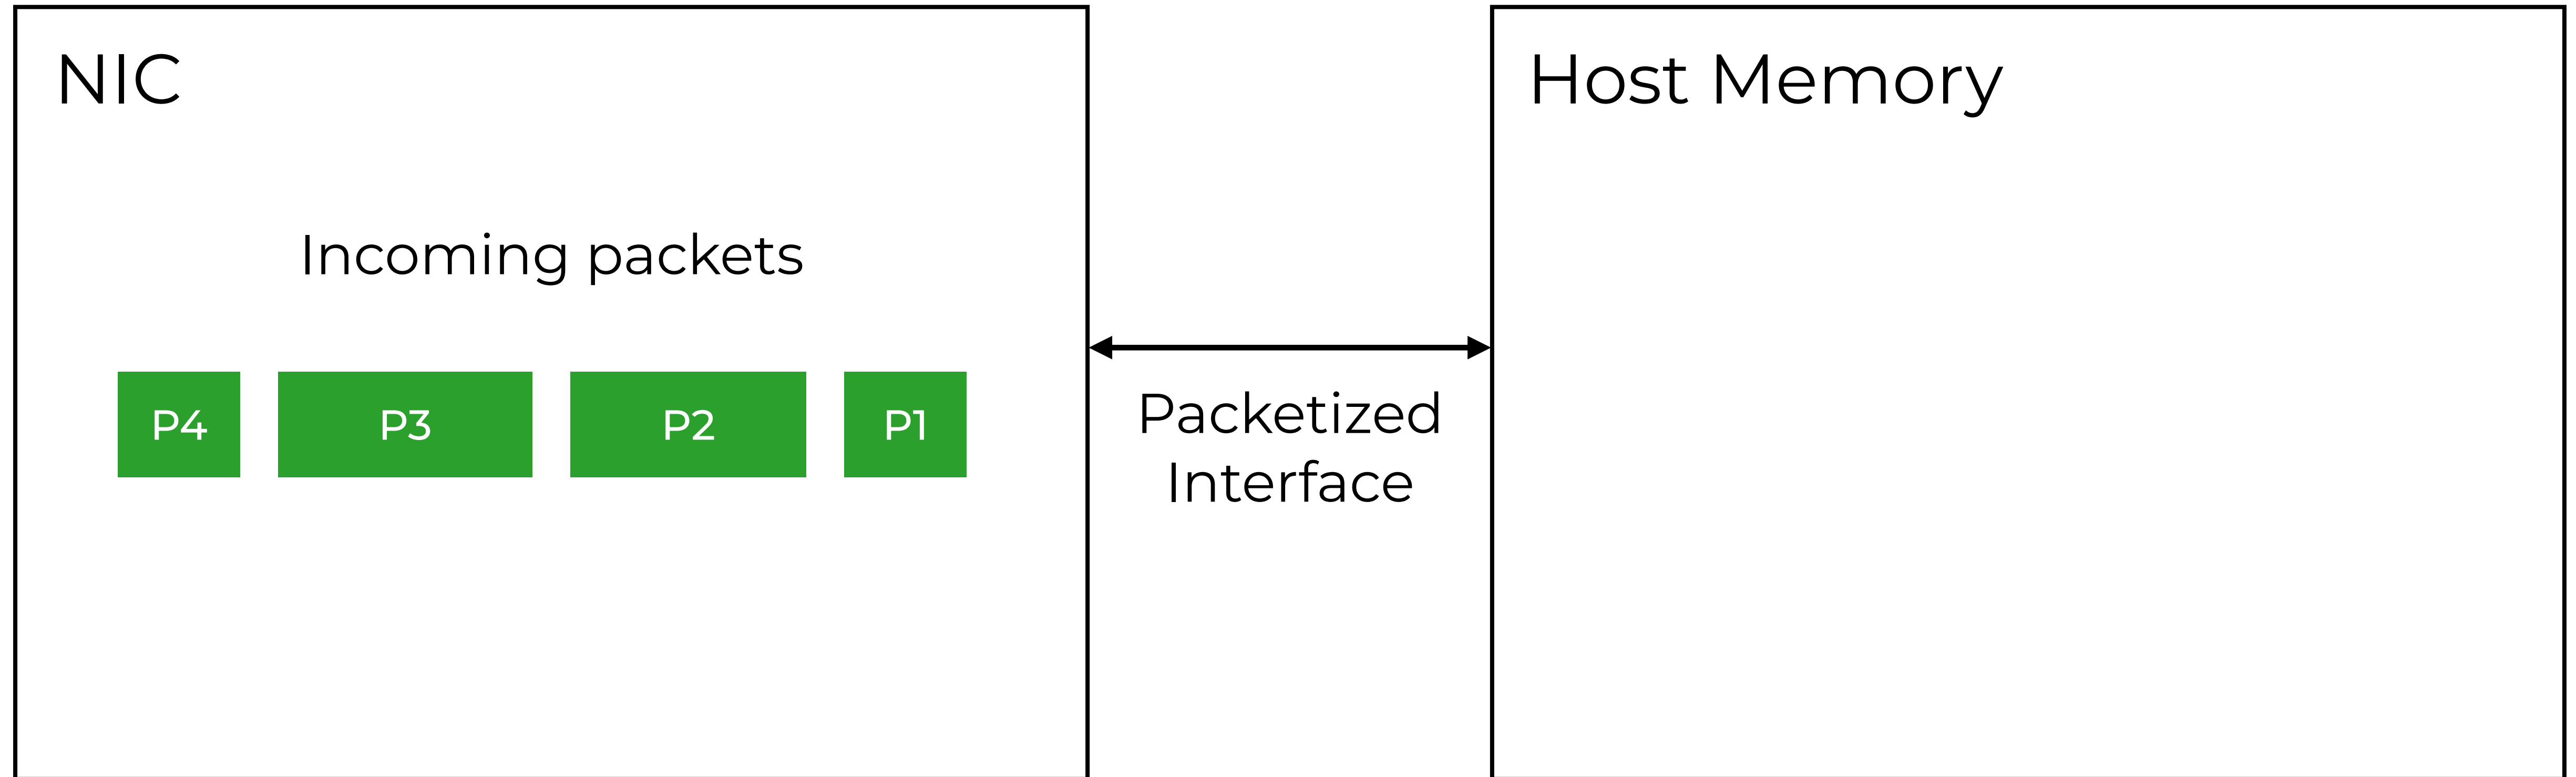 NIC
Host Memory
Incoming packets
P4
P3
P2
P1
Packetized
Interface